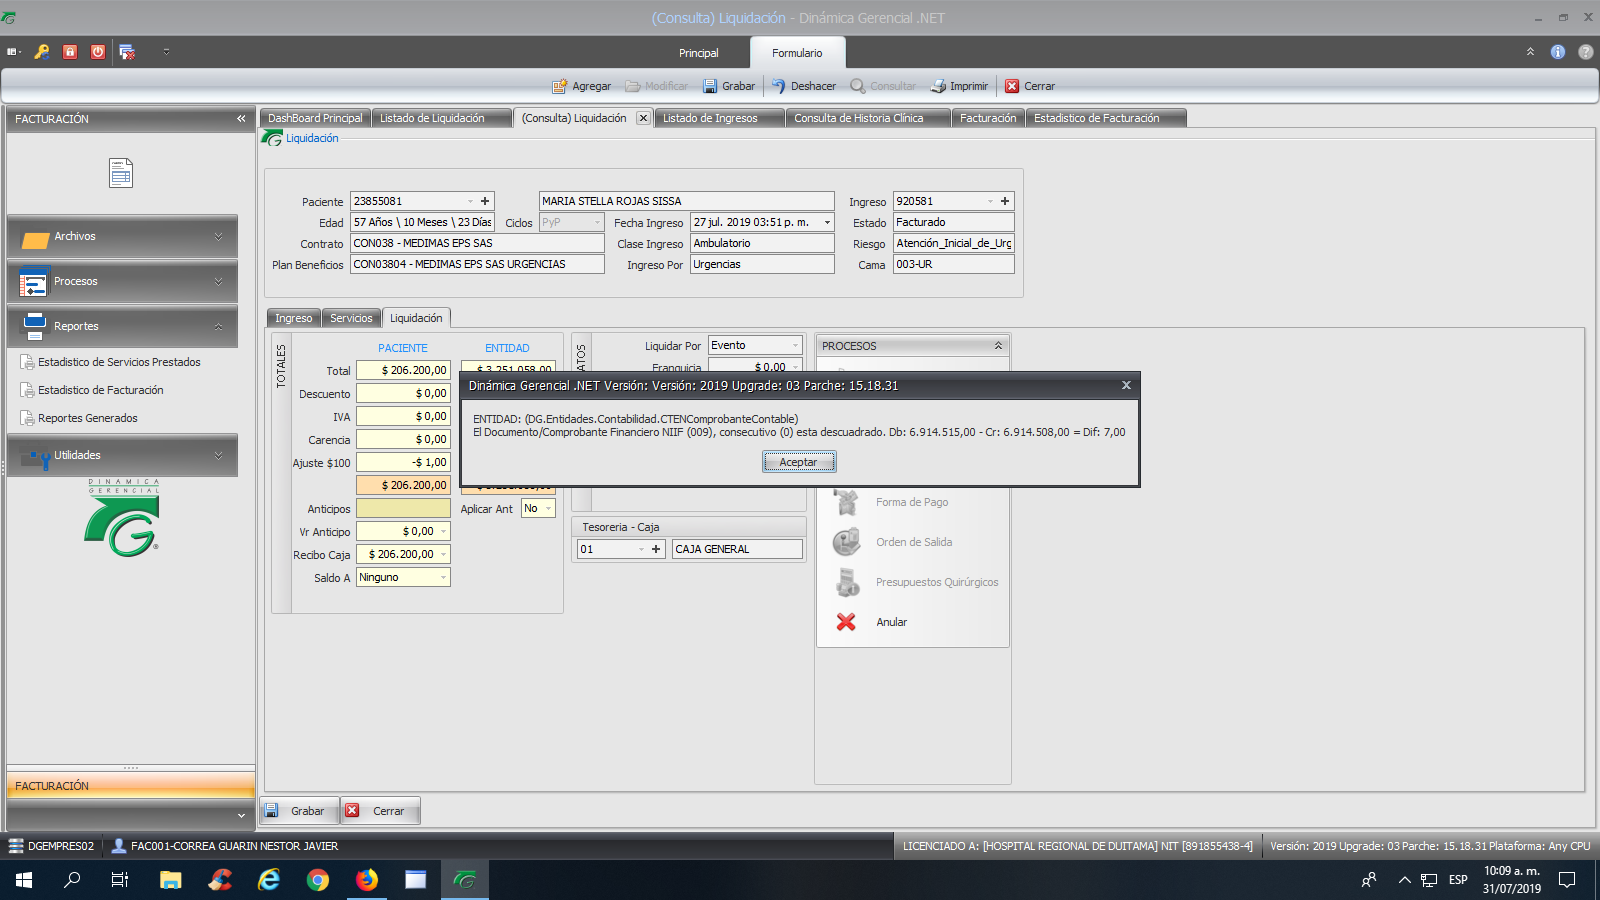 (Consulta) Liquidación - Dinámica Gerencial .NET
Principal
Formulario
Agregar
Modificar
Grabar
Deshacer
Consultar
Imprimir
Cerrar
FACTURACIÓN
DashBoard Principal
Listado de Liquidación
(Consulta) Liquidación
Listado de Ingresos
Consulta de Historia Clínica
Facturación
Estadistico de Facturación
Liquidación
Paciente 23855081 MARIA STELLA ROJAS SISSA Ingreso 920581
Edad 57 Años \ 10 Meses \ 23 Días Ciclos PyP Fecha Ingreso 27 jul. 2019 03:51 p. m. Estado Facturado
Contrato CON038 - MEDIMAS EPS SAS Clase Ingreso Ambulatorio Riesgo Atención_Inicial_de_Urg
Plan Beneficios CON03804 - MEDIMAS EPS SAS URGENCIAS Ingreso Por Urgencias Cama 003-UR
Archivos
Procesos
Reportes
Estadistico de Servicios Prestados
Estadistico de Facturación
Reportes Generados
Utilidades
DINAMICA
GERENCIAL
Ingreso
Servicios
Liquidación
TOTALES
PACIENTE ENTIDAD
Total $ 206.200,00 $ 3.251.058,00
Descuento $ 0,00
IVA $ 0,00
Carencia $ 0,00
Ajuste $100 -$ 1,00
$ 206.200,00
Anticipos Aplicar Ant No
Vr Anticipo $ 0,00
Recibo Caja $ 206.200,00
Saldo A Ninguno
ATOS
Liquidar Por Evento
Franquicia $ 0,00
Tesoreria - Caja
01 CAJA GENERAL
PROCESOS
Forma de Pago
Orden de Salida
Presupuestos Quirúrgicos
Anular
Dinámica Gerencial .NET Versión: Versión: 2019 Upgrade: 03 Parche: 15.18.31
ENTIDAD: (DG.Entidades.Contabilidad.CTENComprobanteContable)
El Documento/Comprobante Financiero NIIF (009), consecutivo (0) esta descuadrado. Db: 6.914.515,00 - Cr: 6.914.508,00 = Dif: 7,00
Aceptar
FACTURACIÓN
Grabar
Cerrar
DGEMPRES02
FAC001-CORREA GUARIN NESTOR JAVIER
LICENCIADO A: [HOSPITAL REGIONAL DE DUITAMA] NIT [891855438-4]
Versión: 2019 Upgrade: 03 Parche: 15.18.31 Plataforma: Any CPU
ESP
10:09 a. m.
31/07/2019